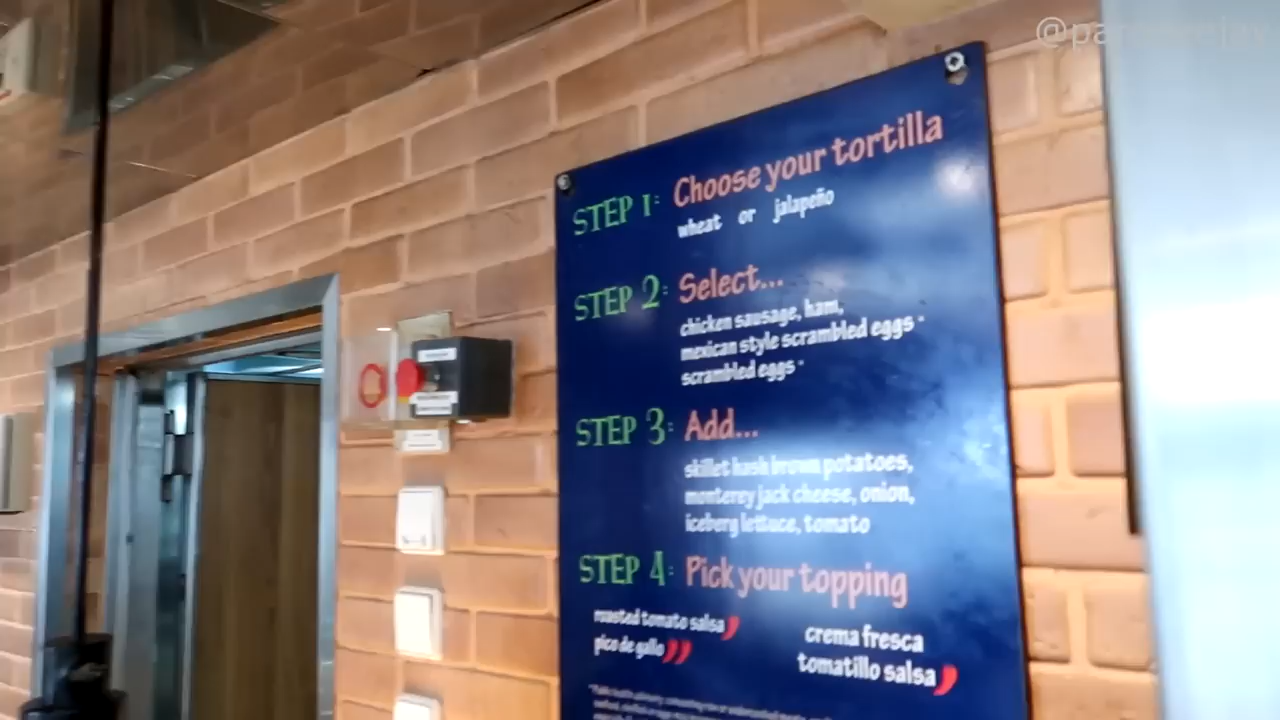 STEP 1: Choose your tortilla
wheat or jalapeño
STEP 2: Select...
chicken sausage, ham,
mexican style scrambled eggs *
scrambled eggs *
STEP 3: Add...
skillet hash brown potatoes,
monterey jack cheese, onion,
iceberg lettuce, tomato
STEP 4: Pick your topping
roasted tomato salsa
pico de gallo
crema fresca
tomatillo salsa